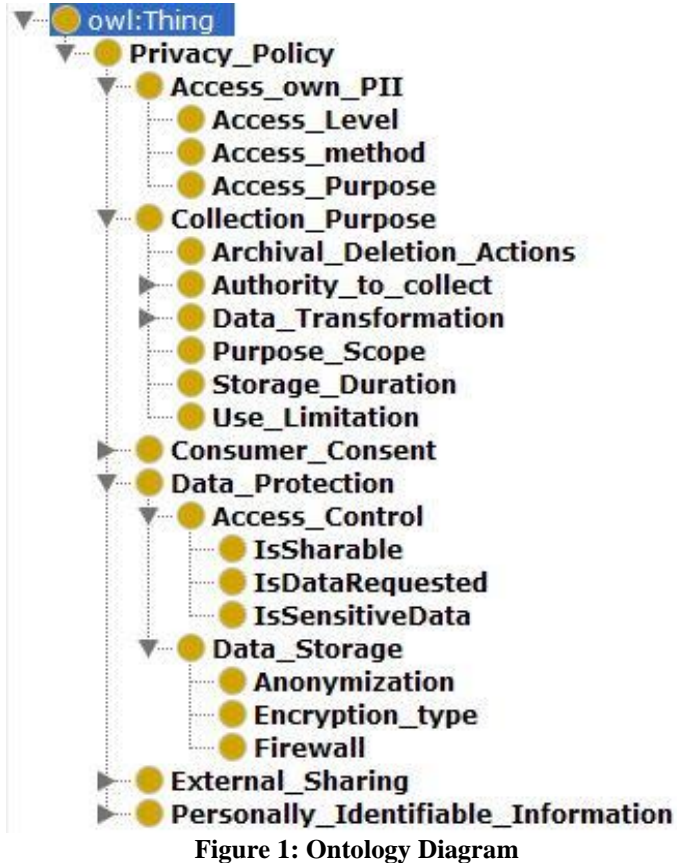 owl:Thing
Privacy_Policy
Access_own_PII
Access_Level
Access_method
Access_Purpose
Collection_Purpose
Archival_Deletion_Actions
Authority_to_collect
Data_Transformation
Purpose_Scope
Storage_Duration
Use_Limitation
Consumer_Consent
Data_Protection
Access_Control
IsSharable
IsDataRequested
IsSensitiveData
Data_Storage
Anonymization
Encryption_type
Firewall
External_Sharing
Personally_Identifiable_Information
Figure 1: Ontology Diagram